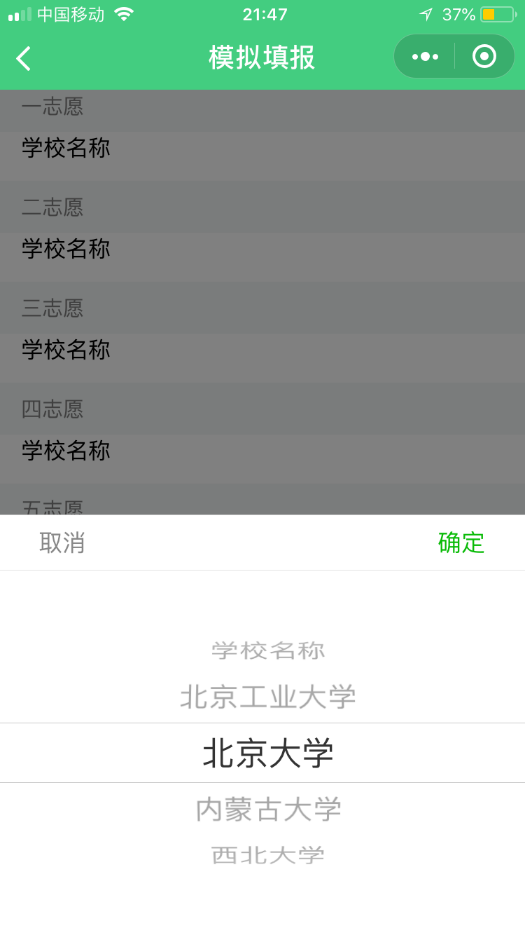 中国移动 21:47 37%
模拟填报
一志愿
学校名称
二志愿
学校名称
三志愿
学校名称
四志愿
学校名称
五志愿
取消 确定
学校名称
北京工业大学
北京大学
内蒙古大学
西北大学